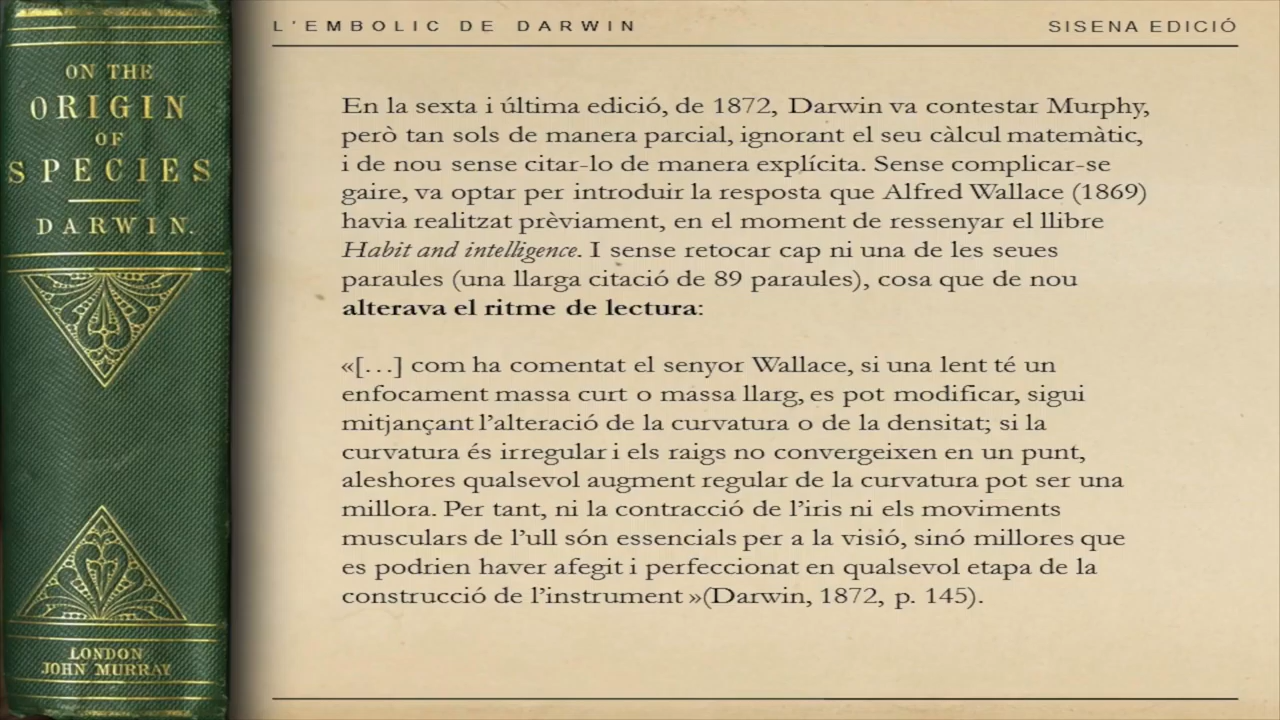 ON THE
ORIGIN
OF
SPECIES
DARWIN.
LONDON
JOHN MURRAY
L'EMBOLIC DE DARWIN
SISENA EDICIÓ
En la sexta i última edició, de 1872, Darwin va contestar Murphy,
però tan sols de manera parcial, ignorant el seu càlcul matemàtic,
i de nou sense citar-lo de manera explícita. Sense complicar-se
gaire, va optar per introduir la resposta que Alfred Wallace (1869)
havia realitzat prèviament, en el moment de ressenyar el llibre
Habit and intelligence. I sense retocar cap ni una de les seues
paraules (una llarga citació de 89 paraules), cosa que de nou
alterava el ritme de lectura:
«[…] com ha comentat el senyor Wallace, si una lent té un
enfocament massa curt o massa llarg, es pot modificar, sigui
mitjançant l'alteració de la curvatura o de la densitat; si la
curvatura és irregular i els raigs no convergeixen en un punt,
aleshores qualsevol augment regular de la curvatura pot ser una
millora. Per tant, ni la contracció de l'iris ni els moviments
musculars de l'ull són essencials per a la visió, sinó millores que
es podrien haver afegit i perfeccionat en qualsevol etapa de la
construcció de l'instrument »(Darwin, 1872, p. 145).